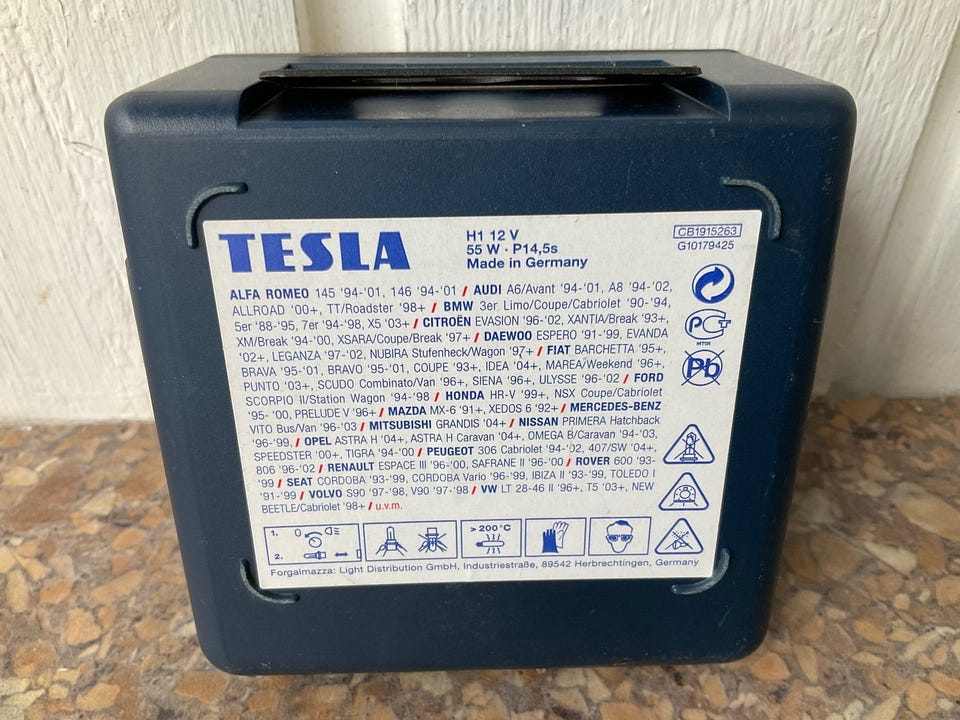 TESLA
H1 12 V
55 W · P14,5s
Made in Germany
CB1915263
G10179425
ALFA ROMEO 145 '94-'01, 146 '94-'01 / AUDI A6/Avant '94-'01, A8 '94-'02,
ALLROAD '00+, TT/Roadster '98+ / BMW 3er Limo/Coupe/Cabriolet '90-'94,
5er '88-'95, 7er '94-'98, X5 '03+ / CITROËN EVASION '96-'02, XANTIA/Break '93+,
XM/Break '94-'00, XSARA/Coupe/Break '97+ / DAEWOO ESPERO '91-'99, EVANDA
'02+, LEGANZA '97-'02, NUBIRA Stufenheck/Wagon '97+ / FIAT BARCHETTA '95+,
BRAVA '95-'01, BRAVO '95-'01, COUPE '93+, IDEA '04+, MAREA/Weekend '96+,
PUNTO '03+, SCUDO Combinato/Van '96+, SIENA '96+, ULYSSE '96-'02 / FORD
SCORPIO II/Station Wagon '94-'98 / HONDA HR-V '99+, NSX Coupe/Cabriolet
'95- '00, PRELUDE V '96+ / MAZDA MX-6 '91+, XEDOS 6 '92+ / MERCEDES-BENZ
VITO Bus/Van '96-'03 / MITSUBISHI GRANDIS '04+ / NISSAN PRIMERA Hatchback
'96-'99, / OPEL ASTRA H '04+, ASTRA H Caravan '04+, OMEGA B/Caravan '94-'03,
SPEEDSTER '00+, TIGRA '94-'00 / PEUGEOT 306 Cabriolet '94-'02, 407/SW '04+,
806 '96-'02 / RENAULT ESPACE III '96-'00, SAFRANE II '96-'00 / ROVER 600 '93-
'99 / SEAT CORDOBA '93-'99, CORDOBA Vario '96-'99, IBIZA II '93-'99, TOLEDO I
'91-'99 / VOLVO S90 '97-'98, V90 '97-'98 / VW LT 28-46 II '96+, T5 '03+, NEW
BEETLE/Cabriolet '98+ / u.v.m.
PCT
MT06
Pb
1. 0
2.
>200°C
Forgalmazza: Light Distribution GmbH, Industriestraße, 89542 Herbrechtingen, Germany